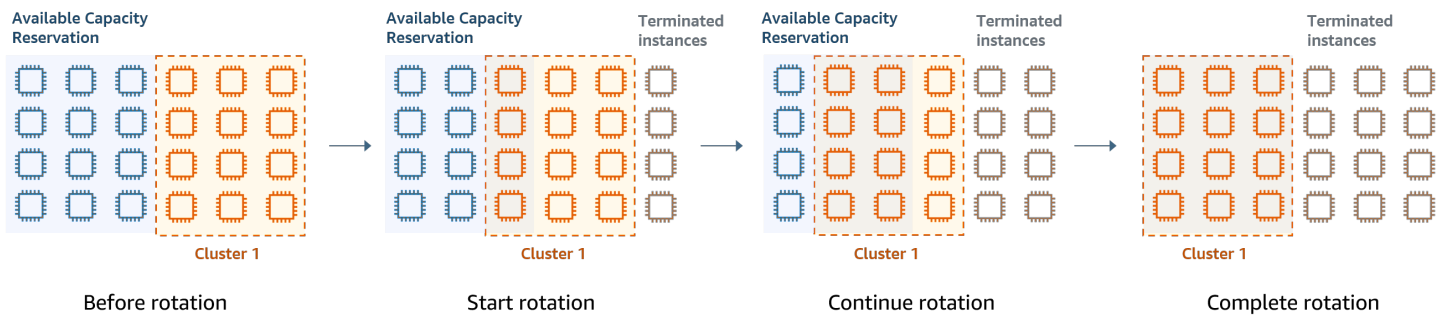 Available Capacity
Reservation
Cluster 1
Before rotation
Available Capacity
Reservation
Terminated
instances
Cluster 1
Start rotation
Available Capacity
Reservation
Terminated
instances
Cluster 1
Continue rotation
Terminated
instances
Cluster 1
Complete rotation